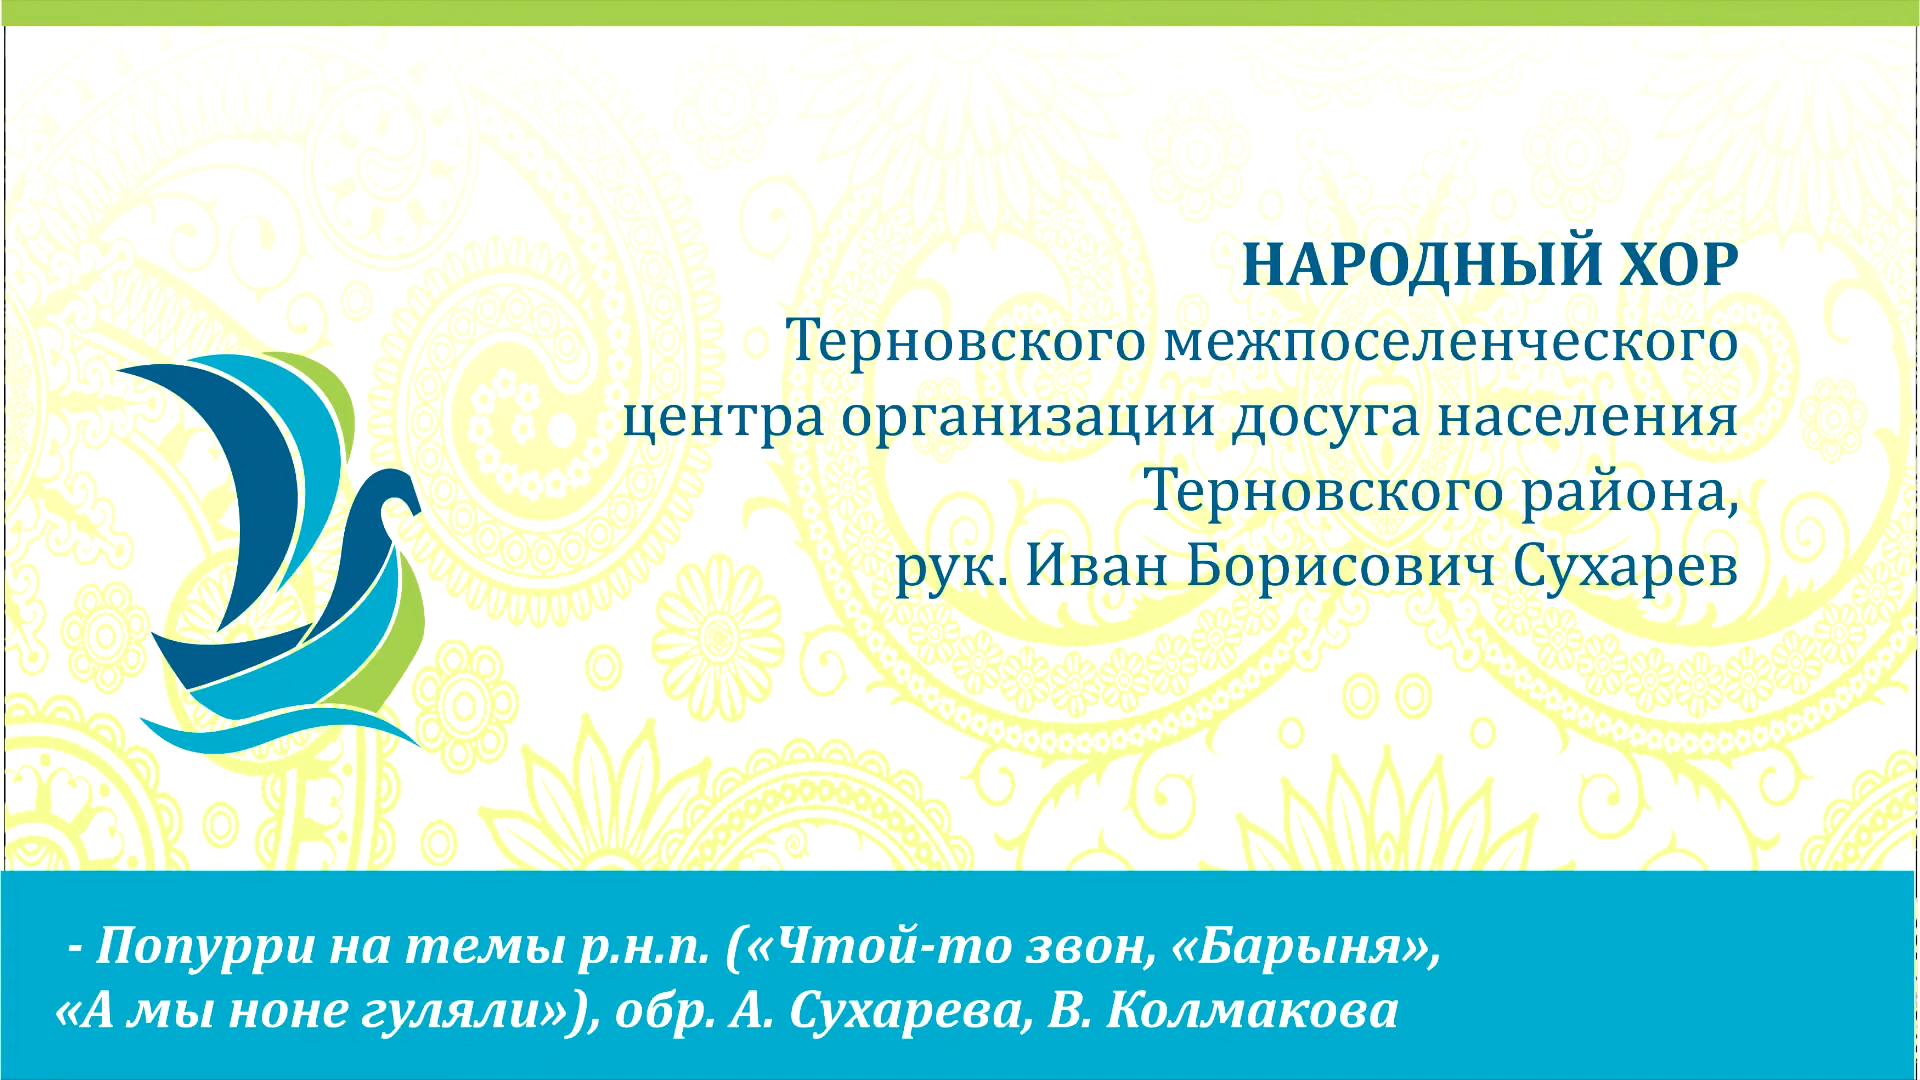 НАРОДНЫЙ ХОР
Терновского межпоселенческого
центра организации досуга населения
Терновского района,
рук. Иван Борисович Сухарев
- Попурри на темы р.н.п. («Чтой-то звон, «Барыня»,
«А мы ноне гуляли»), обр. А. Сухарева, В. Колмакова